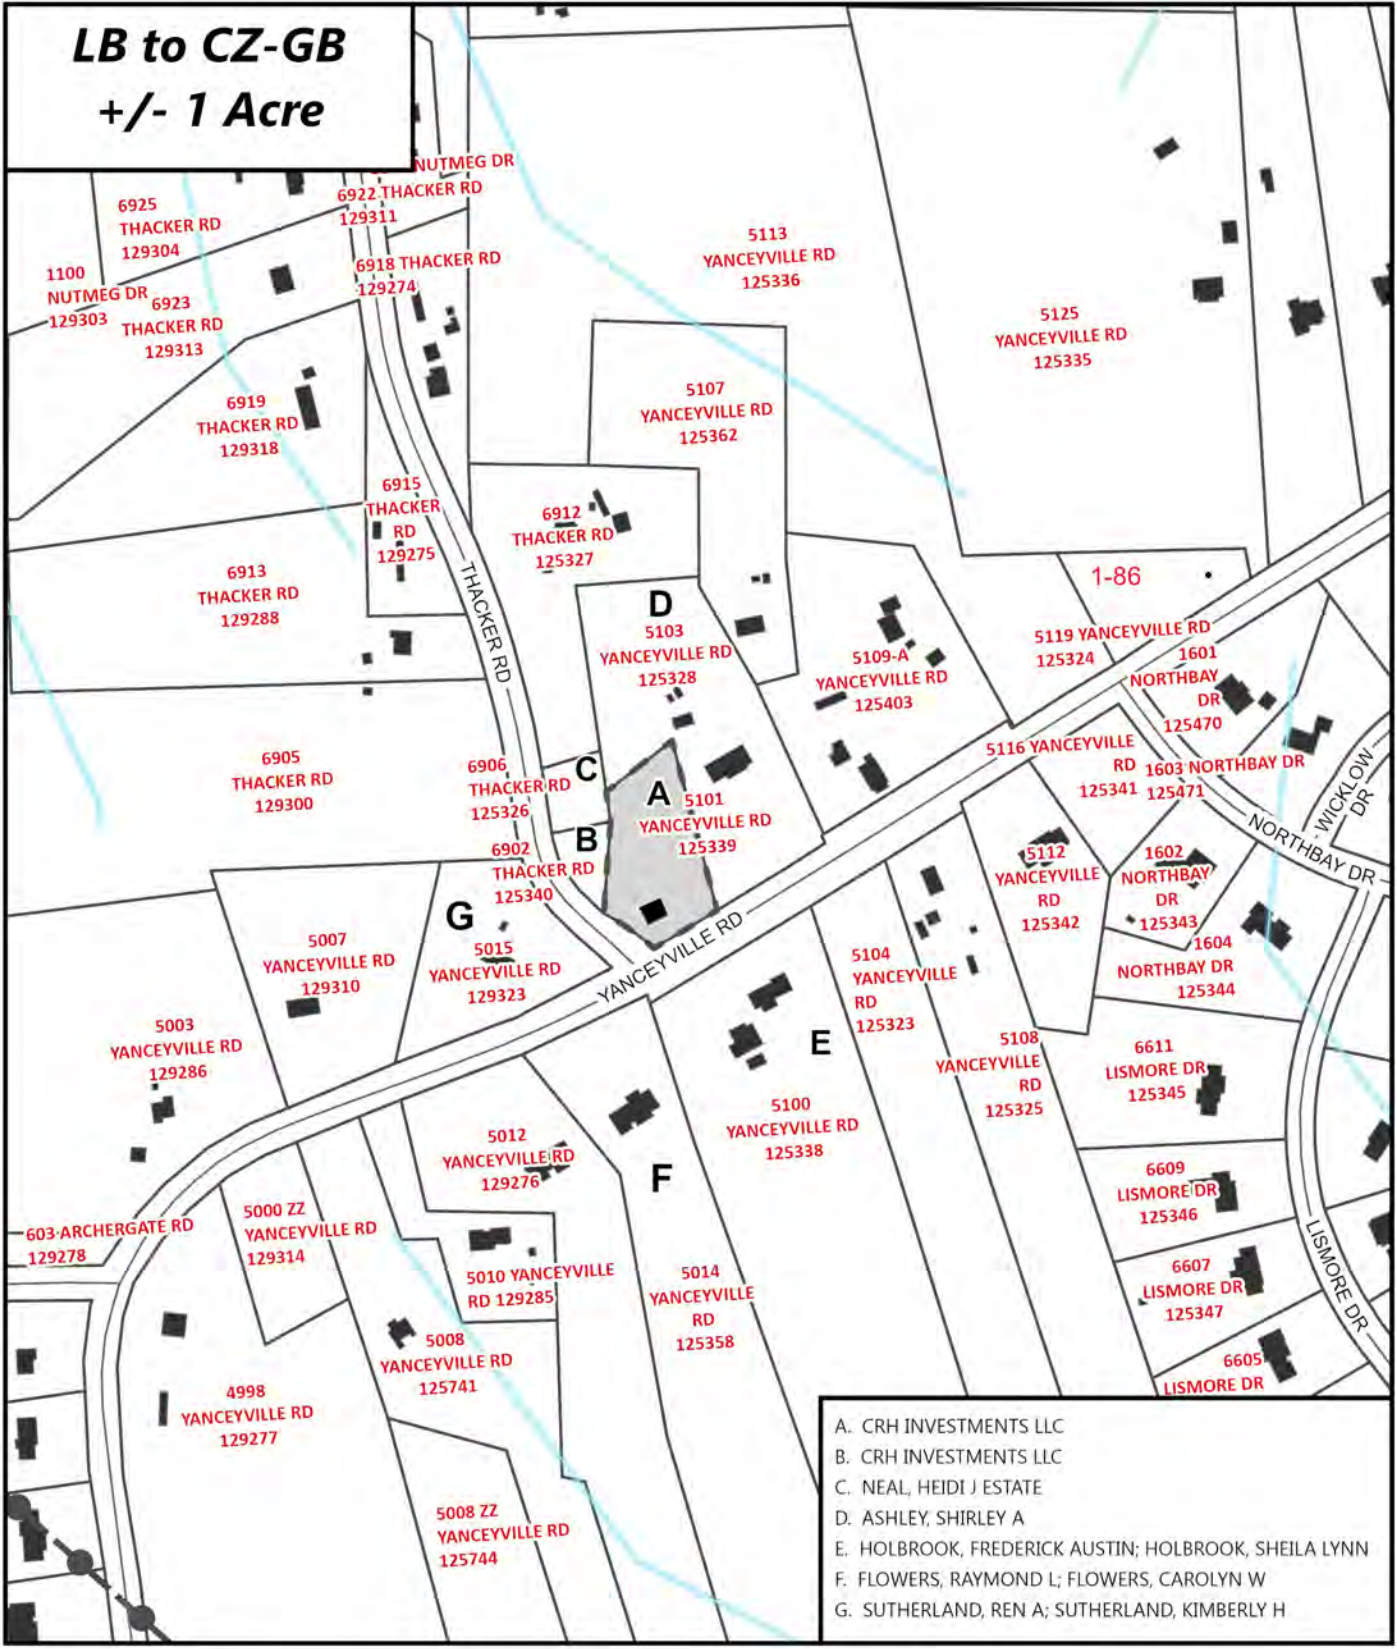 LB to CZ-GB
+/- 1 Acre
NUTMEG DR
6922 THACKER RD
129311
6925
THACKER RD
129304
6918 THACKER RD
129274
1100
NUTMEG DR
129303
6923
THACKER RD
129313
5113
YANCEYVILLE RD
125336
5125
YANCEYVILLE RD
125335
6919
THACKER RD
129318
5107
YANCEYVILLE RD
125362
6915
THACKER
RD
129275
6912
THACKER RD
125327
6913
THACKER RD
129288
THACKER RD
D
5103
YANCEYVILLE RD
125328
1-86
5119 YANCEYVILLE RD
125324
5109-A
YANCEYVILLE RD
125403
1601
NORTHBAY
DR
125470
6905
THACKER RD
129300
6906
THACKER RD
125326
C
A
5101
YANCEYVILLE RD
125339
5116 YANCEYVILLE
RD
125341
1603 NORTHBAY DR
125471
WICKLOW
DR
NORTHBAY DR
B
6902
THACKER RD
125340
G
5015
YANCEYVILLE RD
129323
YANCEYVILLE RD
5007
YANCEYVILLE RD
129310
5112
YANCEYVILLE
RD
125342
1602
NORTHBAY
DR
125343
1604
NORTHBAY DR
125344
5104
YANCEYVILLE
RD
125323
E
5003
YANCEYVILLE RD
129286
5108
YANCEYVILLE
RD
125325
6611
LISMORE DR
125345
5100
YANCEYVILLE RD
125338
5012
YANCEYVILLE RD
129276
F
6609
LISMORE DR
125346
603 ARCHERGATE RD
129278
5000 ZZ
YANCEYVILLE RD
129314
5010 YANCEYVILLE
RD 129285
5014
YANCEYVILLE
RD
125358
6607
LISMORE DR
125347
LISMORE DR
5008
YANCEYVILLE RD
125741
6605
LISMORE DR
4998
YANCEYVILLE RD
129277
5008 ZZ
YANCEYVILLE RD
125744
A. CRH INVESTMENTS LLC
B. CRH INVESTMENTS LLC
C. NEAL, HEIDI J ESTATE
D. ASHLEY, SHIRLEY A
E. HOLBROOK, FREDERICK AUSTIN; HOLBROOK, SHEILA LYNN
F. FLOWERS, RAYMOND L; FLOWERS, CAROLYN W
G. SUTHERLAND, REN A; SUTHERLAND, KIMBERLY H